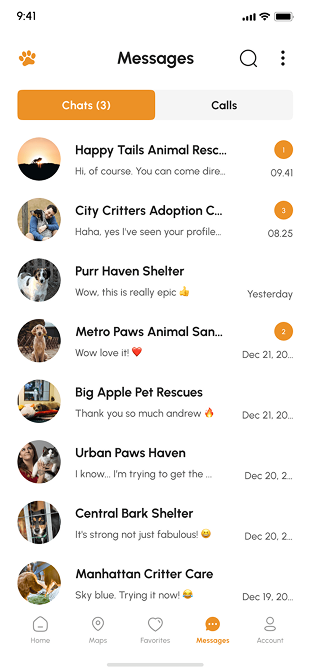 9:41
Messages
Chats (3)
Calls
Happy Tails Animal Resc...
1
Hi, of course. You can come dire...
09.41
City Critters Adoption C...
3
Haha, yes I've seen your profile...
08.25
Purr Haven Shelter
Wow, this is really epic 👍
Yesterday
Metro Paws Animal San...
2
Wow love it! ❤️
Dec 21, 20...
Big Apple Pet Rescues
Thank you so much andrew 🔥
Dec 21, 20...
Urban Paws Haven
I know... I'm trying to get the ...
Dec 20, 2...
Central Bark Shelter
It's strong not just fabulous! 😄
Dec 20, 2...
Manhattan Critter Care
Sky blue. Trying it now! 😂
Dec 19, 20...
Home
Maps
Favorites
Messages
Account